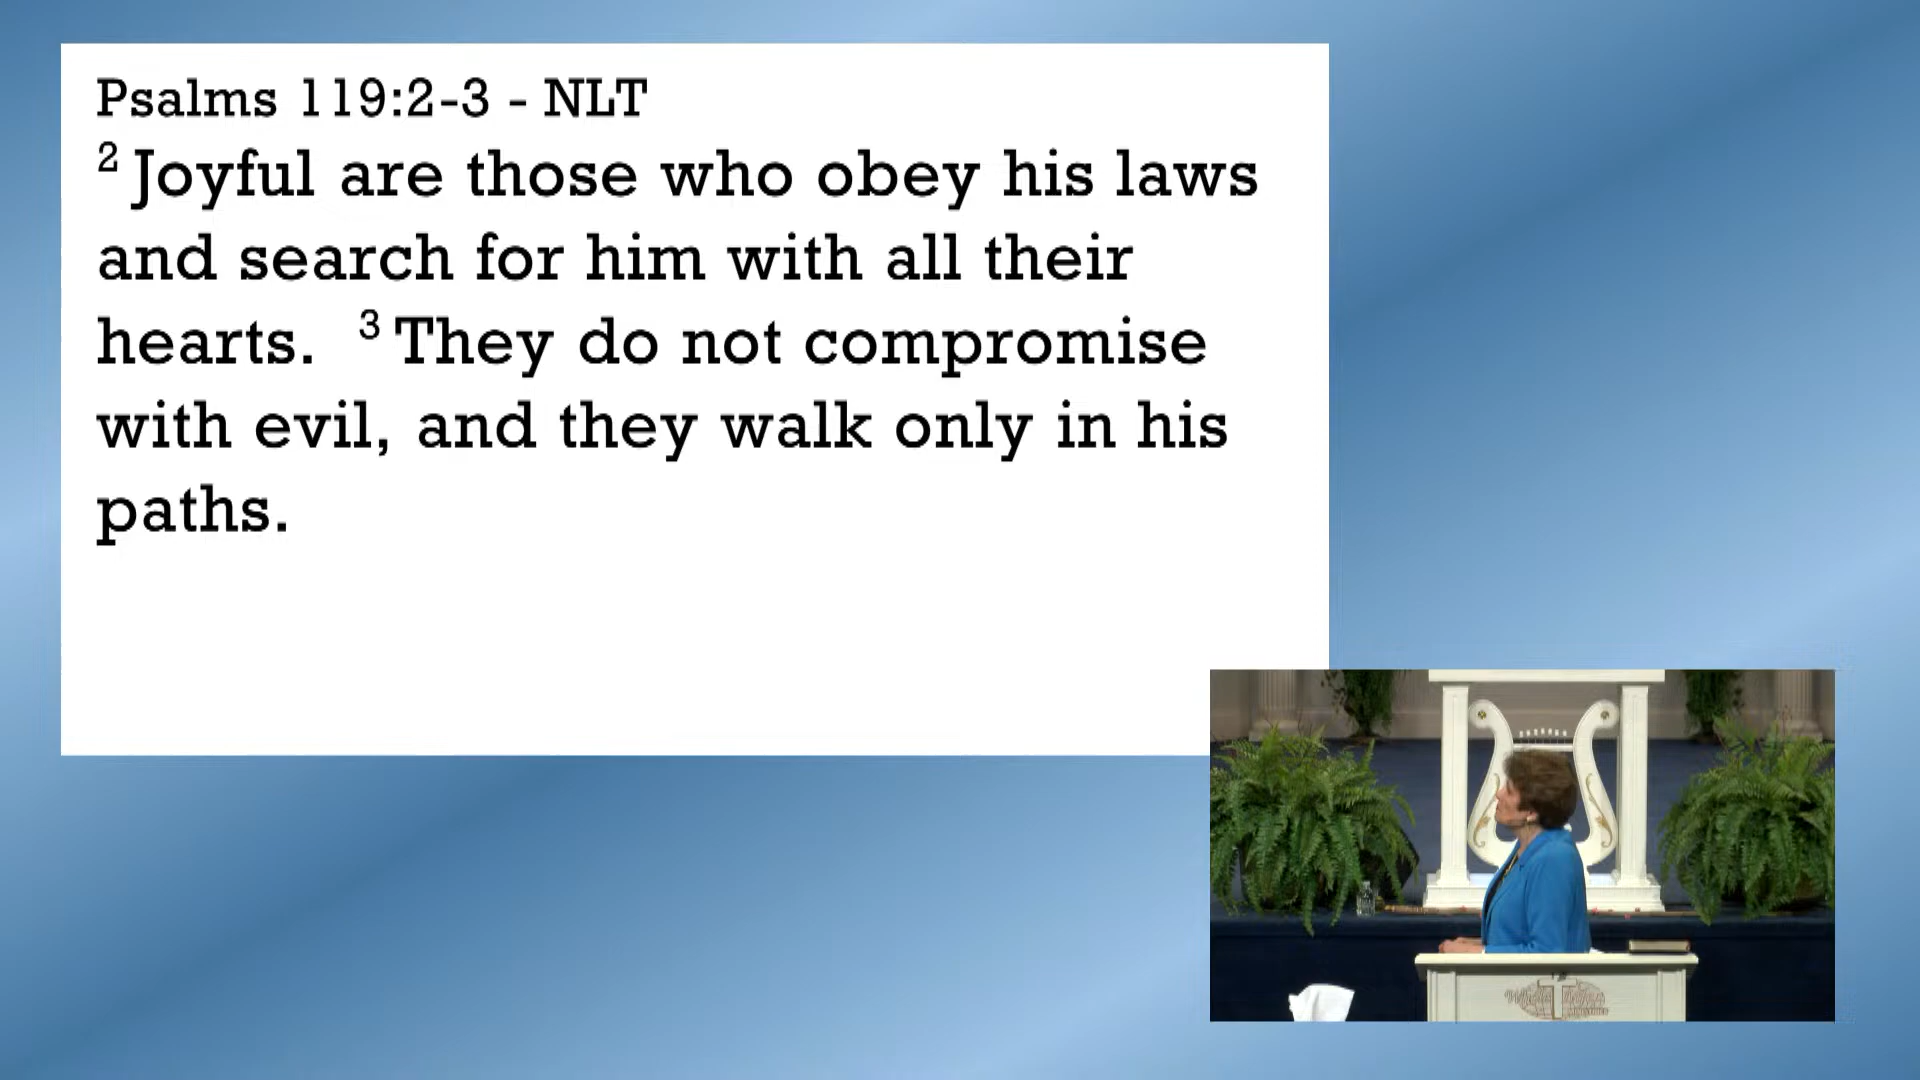 Psalms 119:2-3 - NLT
2 Joyful are those who obey his laws
and search for him with all their
hearts. 3 They do not compromise
with evil, and they walk only in his
paths.